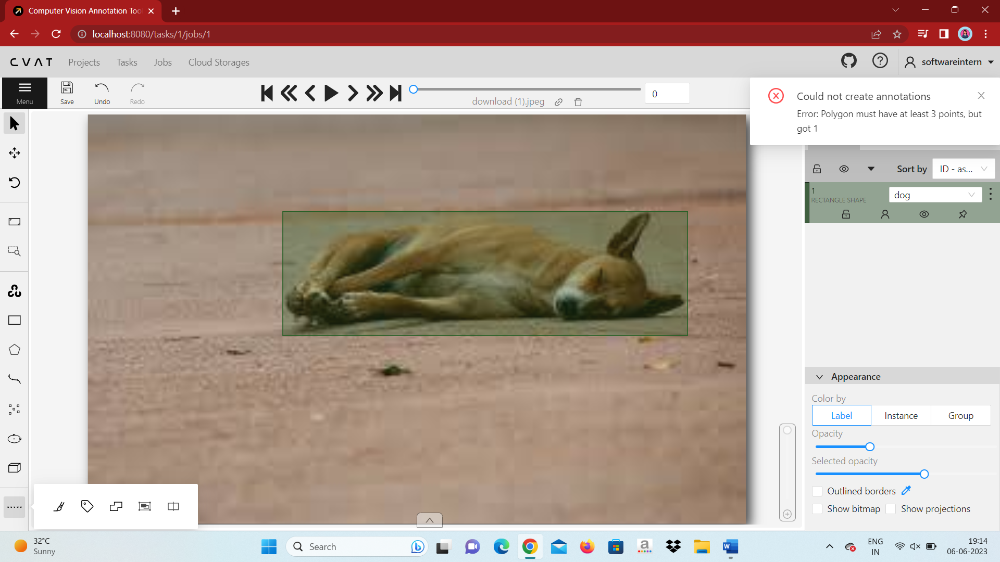 Computer Vision Annotation Too
localhost:8080/tasks/1/jobs/1
CVAT
Projects
Tasks
Jobs
Cloud Storages
softwareintern
Menu
Save
Undo
Redo
download (1).jpeg
0
Could not create annotations
Error: Polygon must have at least 3 points, but
got 1
Sort by
ID - as...
1
RECTANGLE SHAPE
dog
Appearance
Color by
Label
Instance
Group
Opacity
Selected opacity
Outlined borders
Show bitmap
Show projections
32°C
Sunny
Search
ENG
IN
19:14
06-06-2023